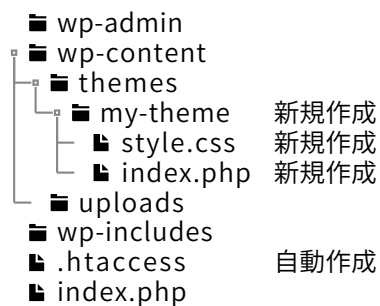 wp-admin
wp-content
themes
my-theme 新規作成
style.css 新規作成
index.php 新規作成
uploads
wp-includes
.htaccess 自動作成
index.php